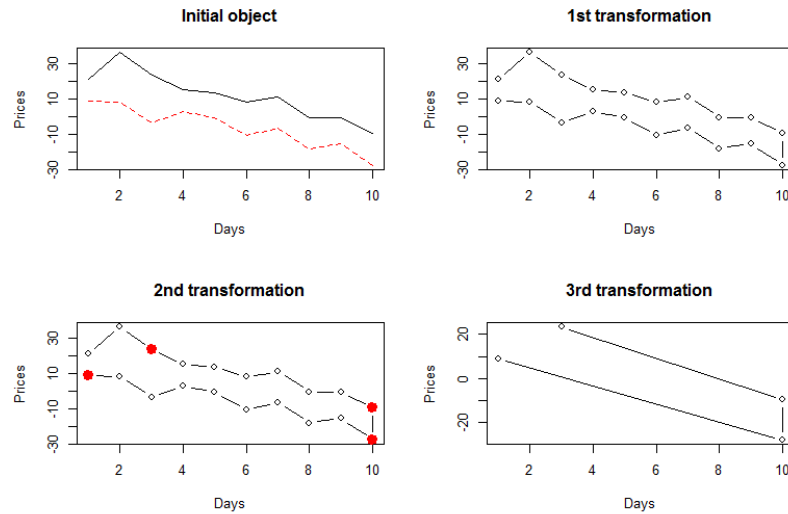 Initial object
Prices
30
10
-10
-30
2 4 6 8 10
Days
1st transformation
Prices
30
10
-10
-30
2 4 6 8 10
Days
2nd transformation
Prices
30
10
-10
-30
2 4 6 8 10
Days
3rd transformation
Prices
20
0
-20
2 4 6 8 10
Days